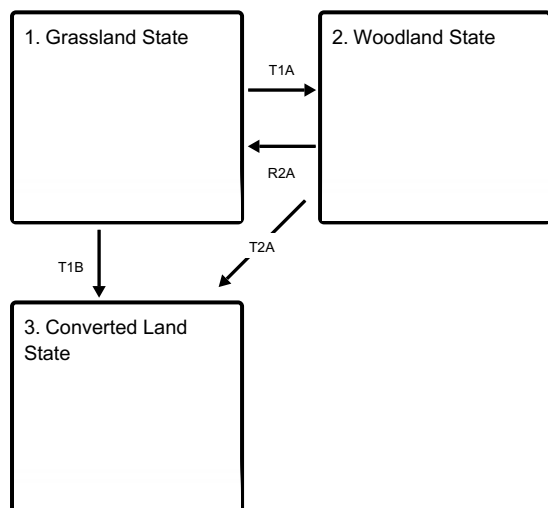 1. Grassland State
2. Woodland State
T1A
R2A
T2A
T1B
3. Converted Land
State